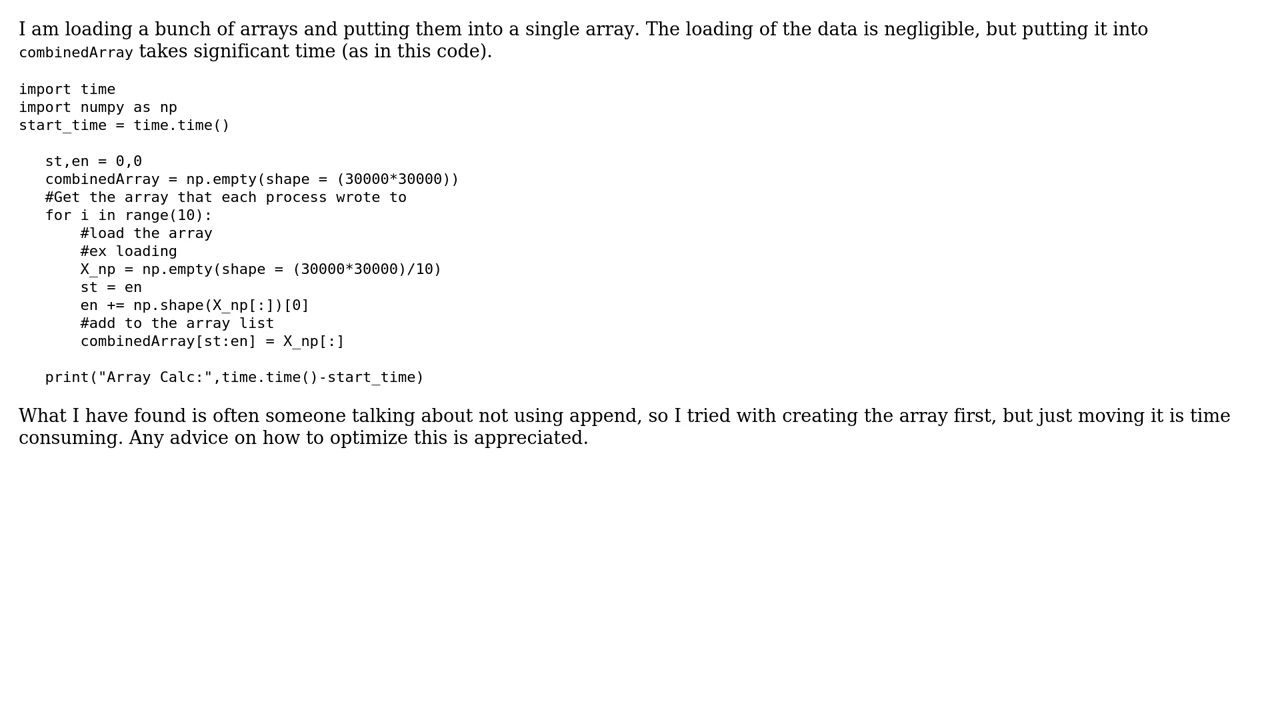 I am loading a bunch of arrays and putting them into a single array. The loading of the data is negligible, but putting it into
combinedArray takes significant time (as in this code).
import time
import numpy as np
start_time = time.time()
st,en = 0,0
combinedArray = np.empty(shape = (30000*30000))
#Get the array that each process wrote to
for i in range(10):
#load the array
#ex loading
X_np = np.empty(shape = (30000*30000)/10)
st = en
en += np.shape(X_np[:])[0]
#add to the array list
combinedArray[st:en] = X_np[:]
print("Array Calc:",time.time()-start_time)
What I have found is often someone talking about not using append, so I tried with creating the array first, but just moving it is time
consuming. Any advice on how to optimize this is appreciated.